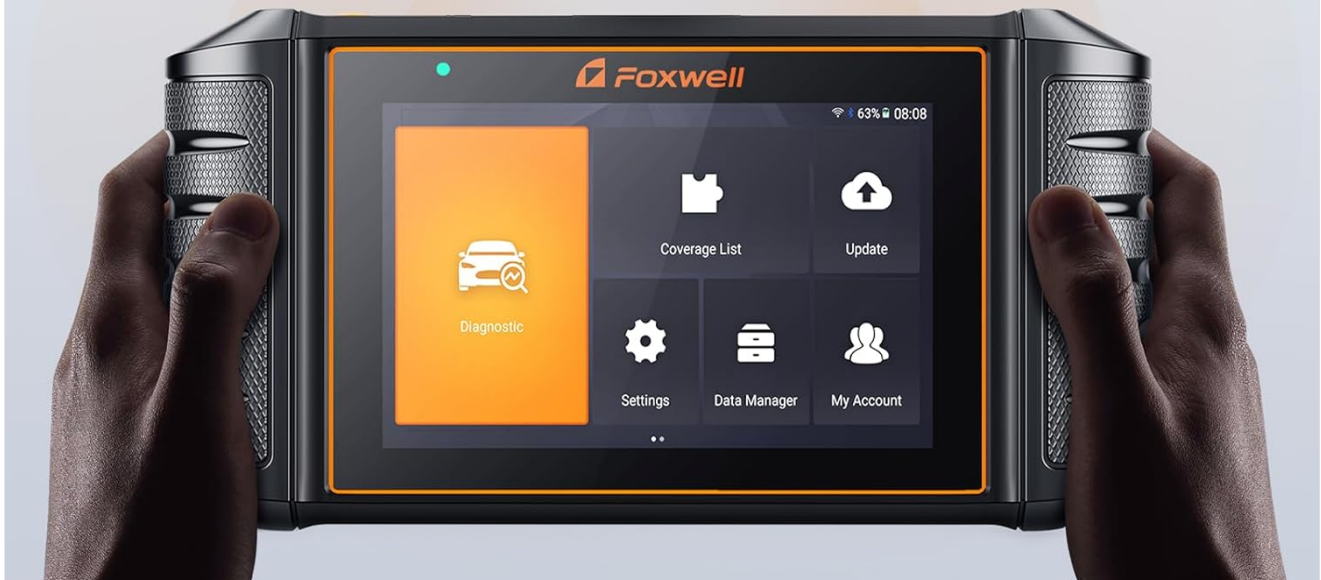 Foxwell
63% 08:08
Diagnostic
Coverage List
Update
Settings
Data Manager
My Account